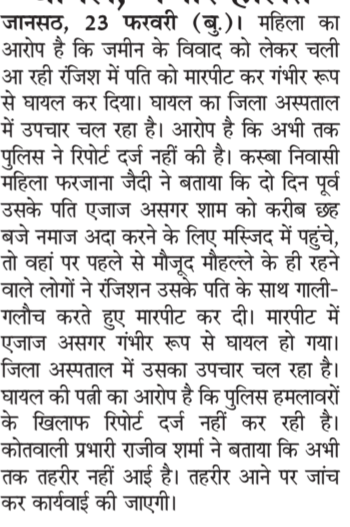 जानसठ, 23 फरवरी (बु.)। महिला का
आरोप है कि जमीन के विवाद को लेकर चली
आ रही रंजिश में पति को मारपीट कर गंभीर रूप
से घायल कर दिया। घायल का जिला अस्पताल
में उपचार चल रहा है। आरोप है कि अभी तक
पुलिस ने रिपोर्ट दर्ज नहीं की है। कस्बा निवासी
महिला फरजाना जैदी ने बताया कि दो दिन पूर्व
उसके पति एजाज असगर शाम को करीब छह
बजे नमाज अदा करने के लिए मस्जिद में पहुंचे,
तो वहां पर पहले से मौजूद मौहल्ले के ही रहने
वाले लोगों ने रंजिशन उसके पति के साथ गाली-
गलौच करते हुए मारपीट कर दी। मारपीट में
एजाज असगर गंभीर रूप से घायल हो गया।
जिला अस्पताल में उसका उपचार चल रहा है।
घायल की पत्नी का आरोप है कि पुलिस हमलावरों
के खिलाफ रिपोर्ट दर्ज नहीं कर रही है।
कोतवाली प्रभारी राजीव शर्मा ने बताया कि अभी
तक तहरीर नहीं आई है। तहरीर आने पर जांच
कर कार्यवाई की जाएगी।